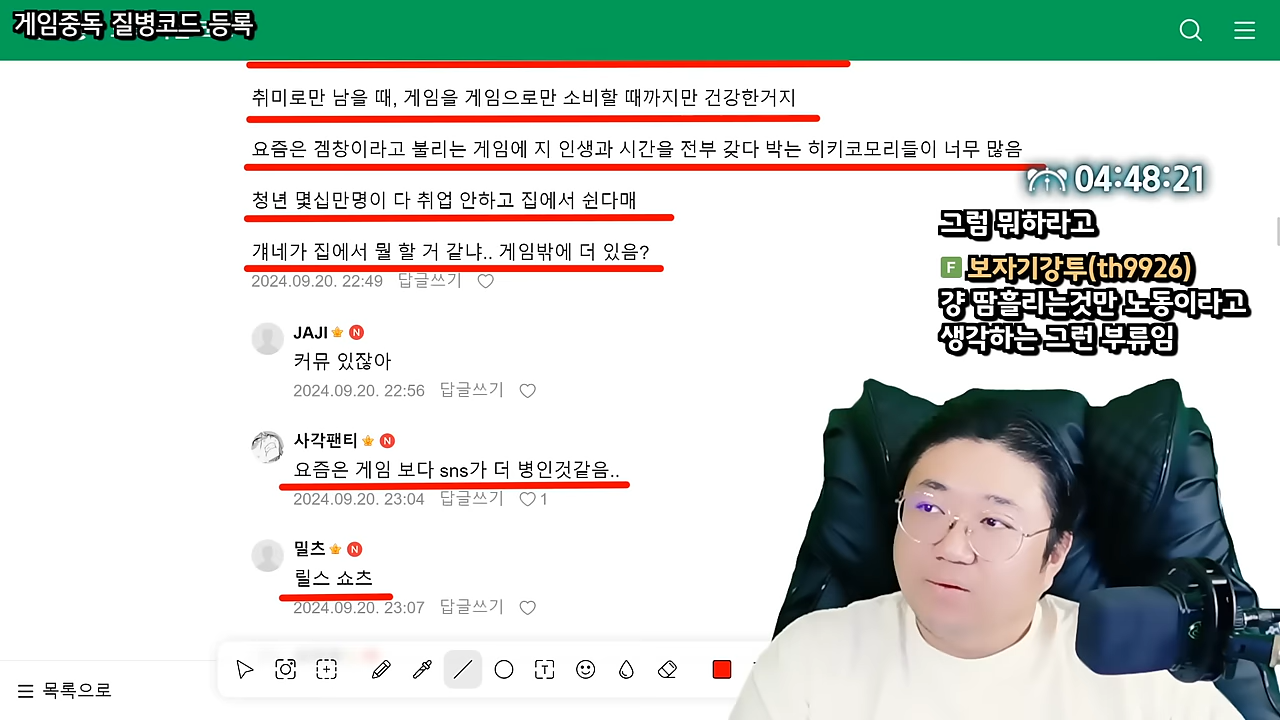 게임중독 질병코드 등록
취미로만 남을 때, 게임을 게임으로만 소비할 때까지만 건강한거지
요즘은 겜창이라고 불리는 게임에 지 인생과 시간을 전부 갖다 박는 히키코모리들이 너무 많음
청년 몇십만명이 다 취업 안하고 집에서 쉰다매
걔네가 집에서 뭘 할 거 같냐.. 게임밖에 더 있음?
2024.09.20. 22:49 답글쓰기
JAJI N
커뮤 있잖아
2024.09.20. 22:56 답글쓰기
사각팬티 N
요즘은 게임 보다 sns가 더 병인것같음..
2024.09.20. 23:04 답글쓰기 1
밀츠 N
릴스 쇼츠
2024.09.20. 23:07 답글쓰기
목록으로
04:48:21
그럼 뭐하라고
F 보자기강투(th9926)
걍 땀흘리는것만 노동이라고
생각하는 그런 부류임